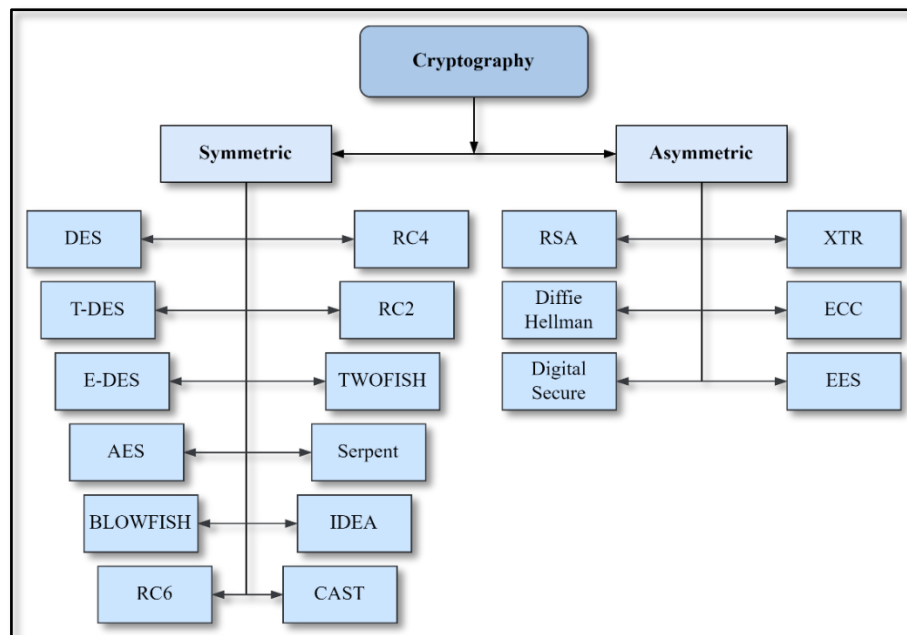 Cryptography
Symmetric
Asymmetric
DES
RC4
RSA
XTR
T-DES
RC2
Diffie
Hellman
ECC
E-DES
TWOFISH
Digital
Secure
EES
AES
Serpent
BLOWFISH
IDEA
RC6
CAST